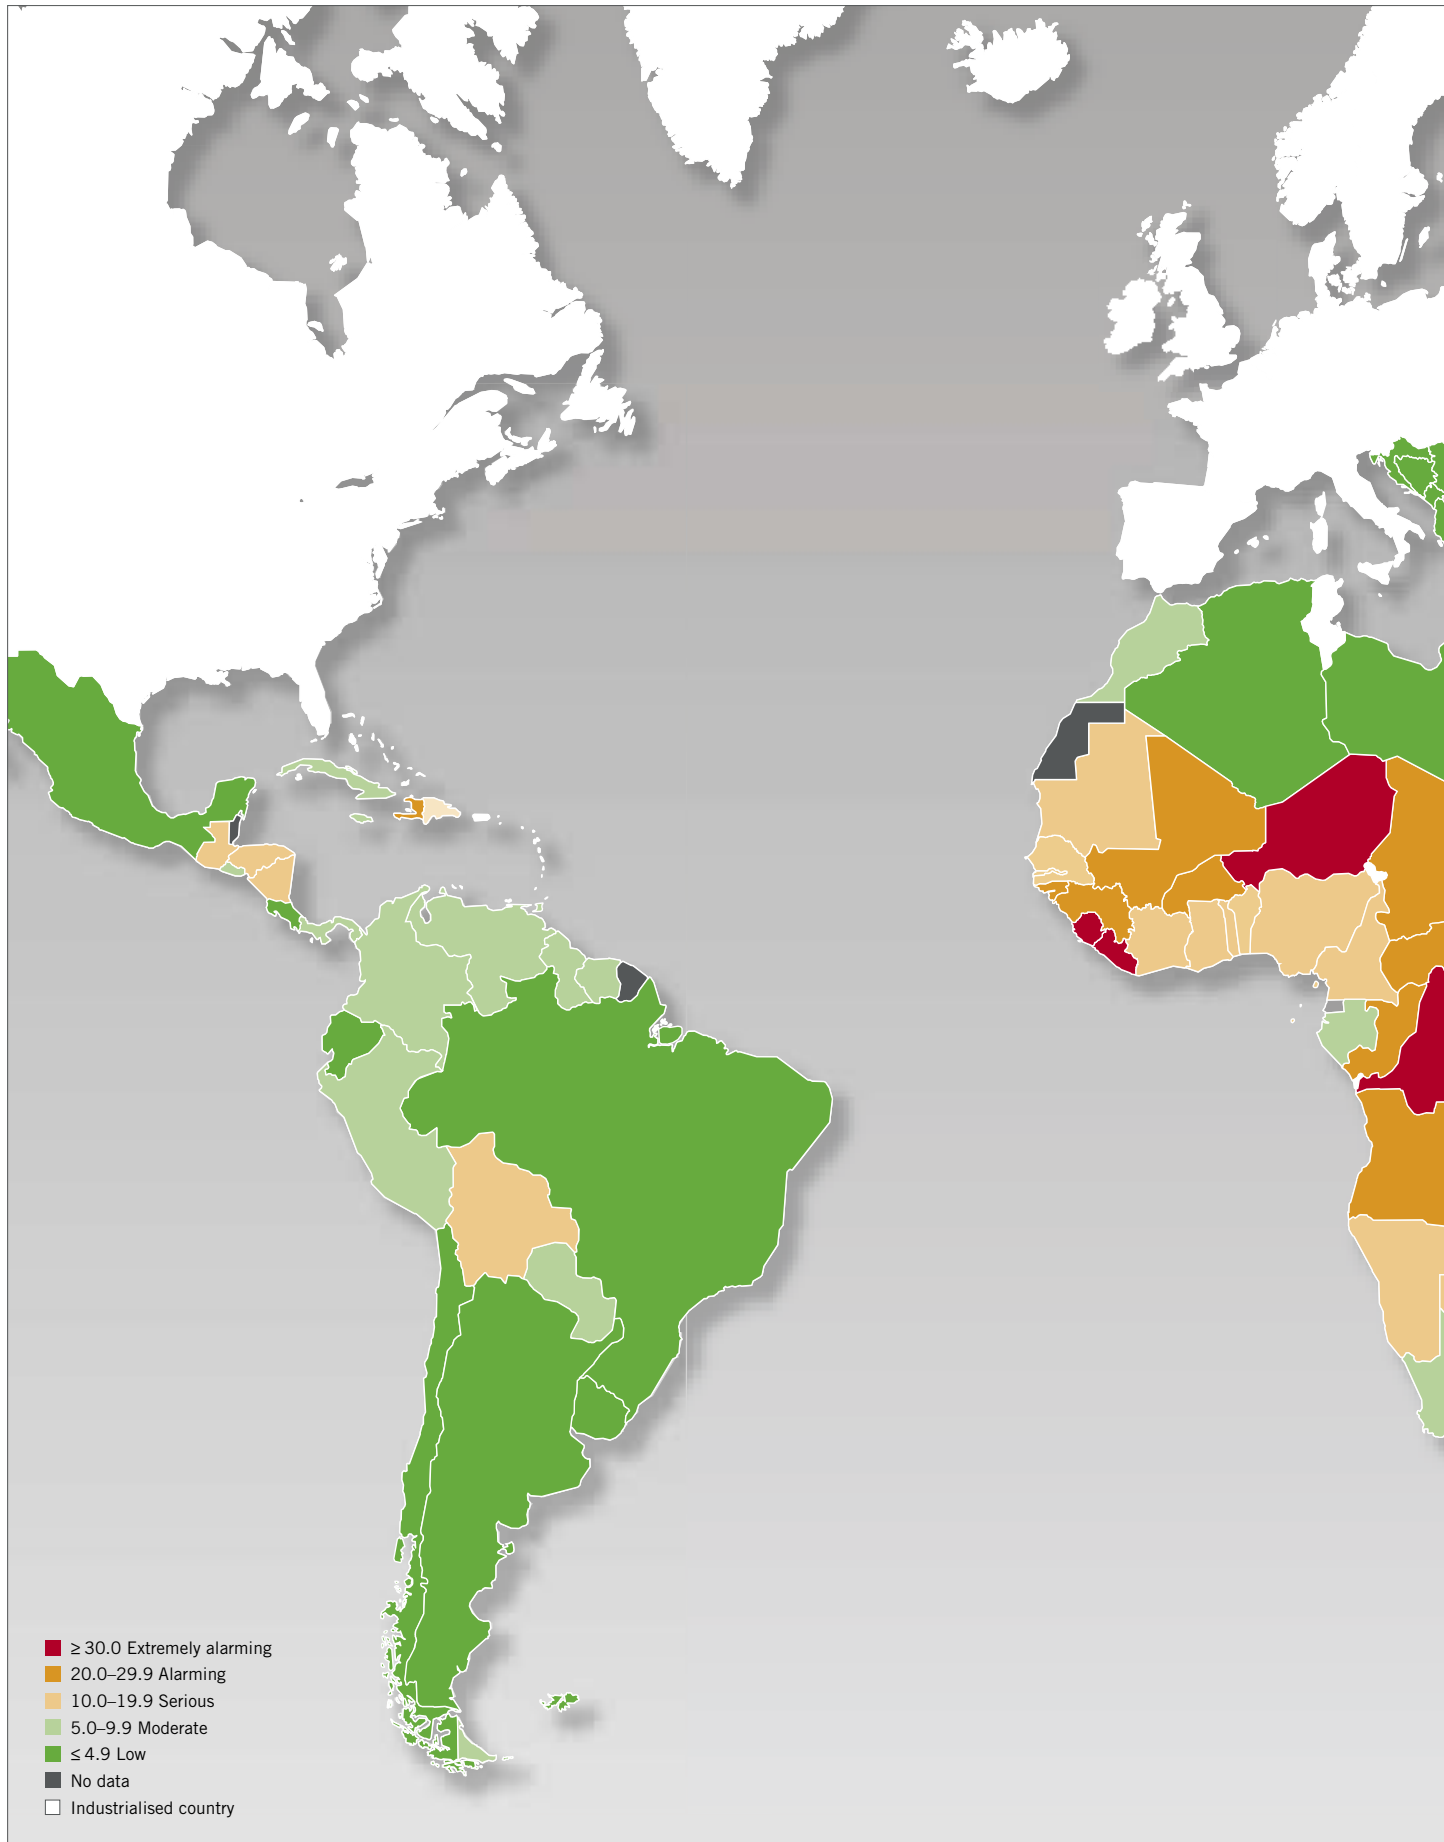 ≥ 30.0 Extremely alarming
20.0–29.9 Alarming
10.0–19.9 Serious
5.0–9.9 Moderate
≤ 4.9 Low
No data
Industrialised country